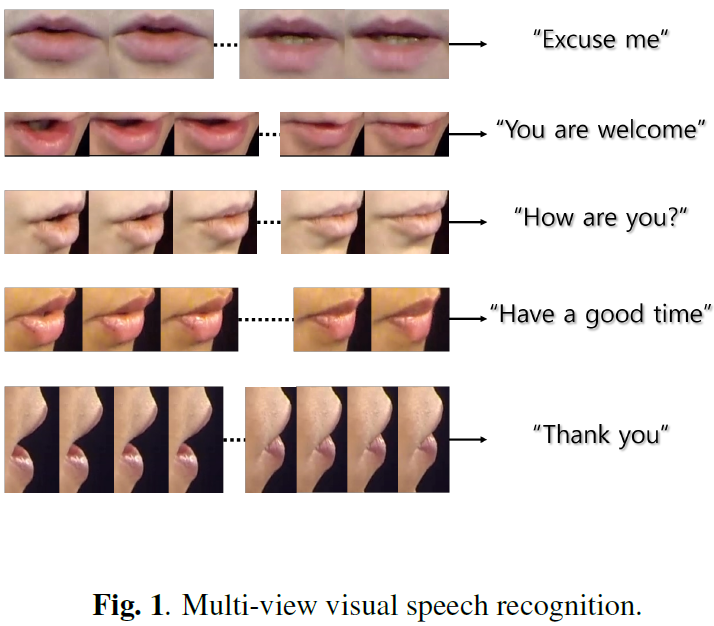 “Excuse me“
“You are welcome”
“How are you?“
“Have a good time”
“Thank you“
Fig. 1. Multi-view visual speech recognition.